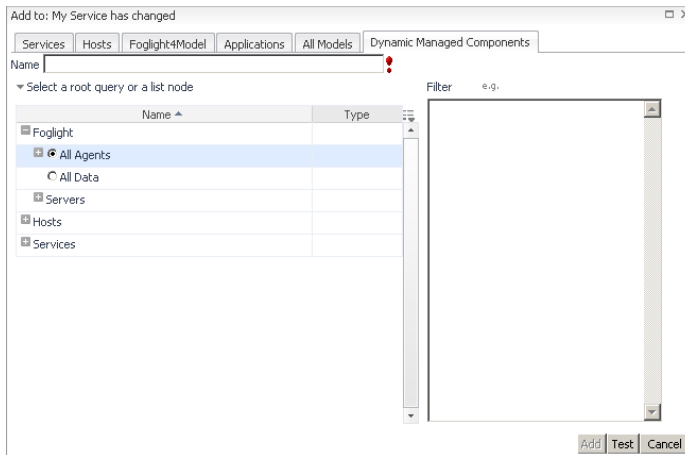 Add to: My Service has changed
Services Hosts Foglight4Model Applications All Models Dynamic Managed Components
Name
Select a root query or a list node
Filter e.g.
Name Type
Foglight
All Agents
All Data
Servers
Hosts
Services
Add Test Cancel